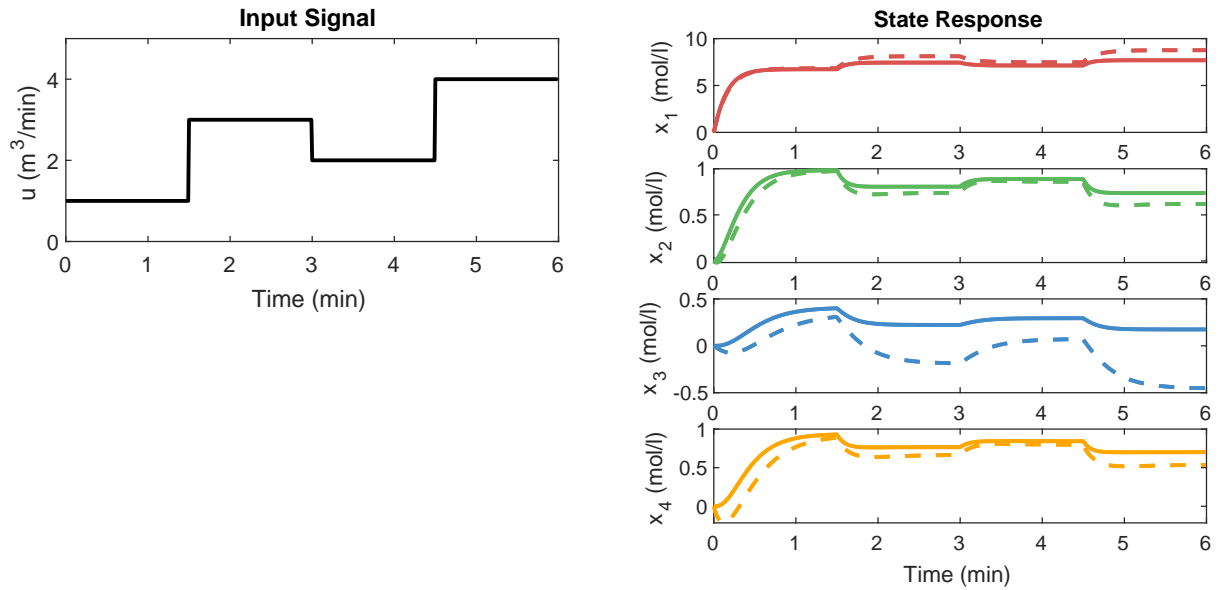 Input Signal
4
2
0
u (m³/min)
0 1 2 3 4 5 6
Time (min)
State Response
10
5
0
x₁ (mol/l)
0 1 2 3 4 5 6
1
0.5
0
x₂ (mol/l)
0 1 2 3 4 5 6
0.5
0
-0.5
x₃ (mol/l)
0 1 2 3 4 5 6
1
0.5
0
x₄ (mol/l)
0 1 2 3 4 5 6
Time (min)